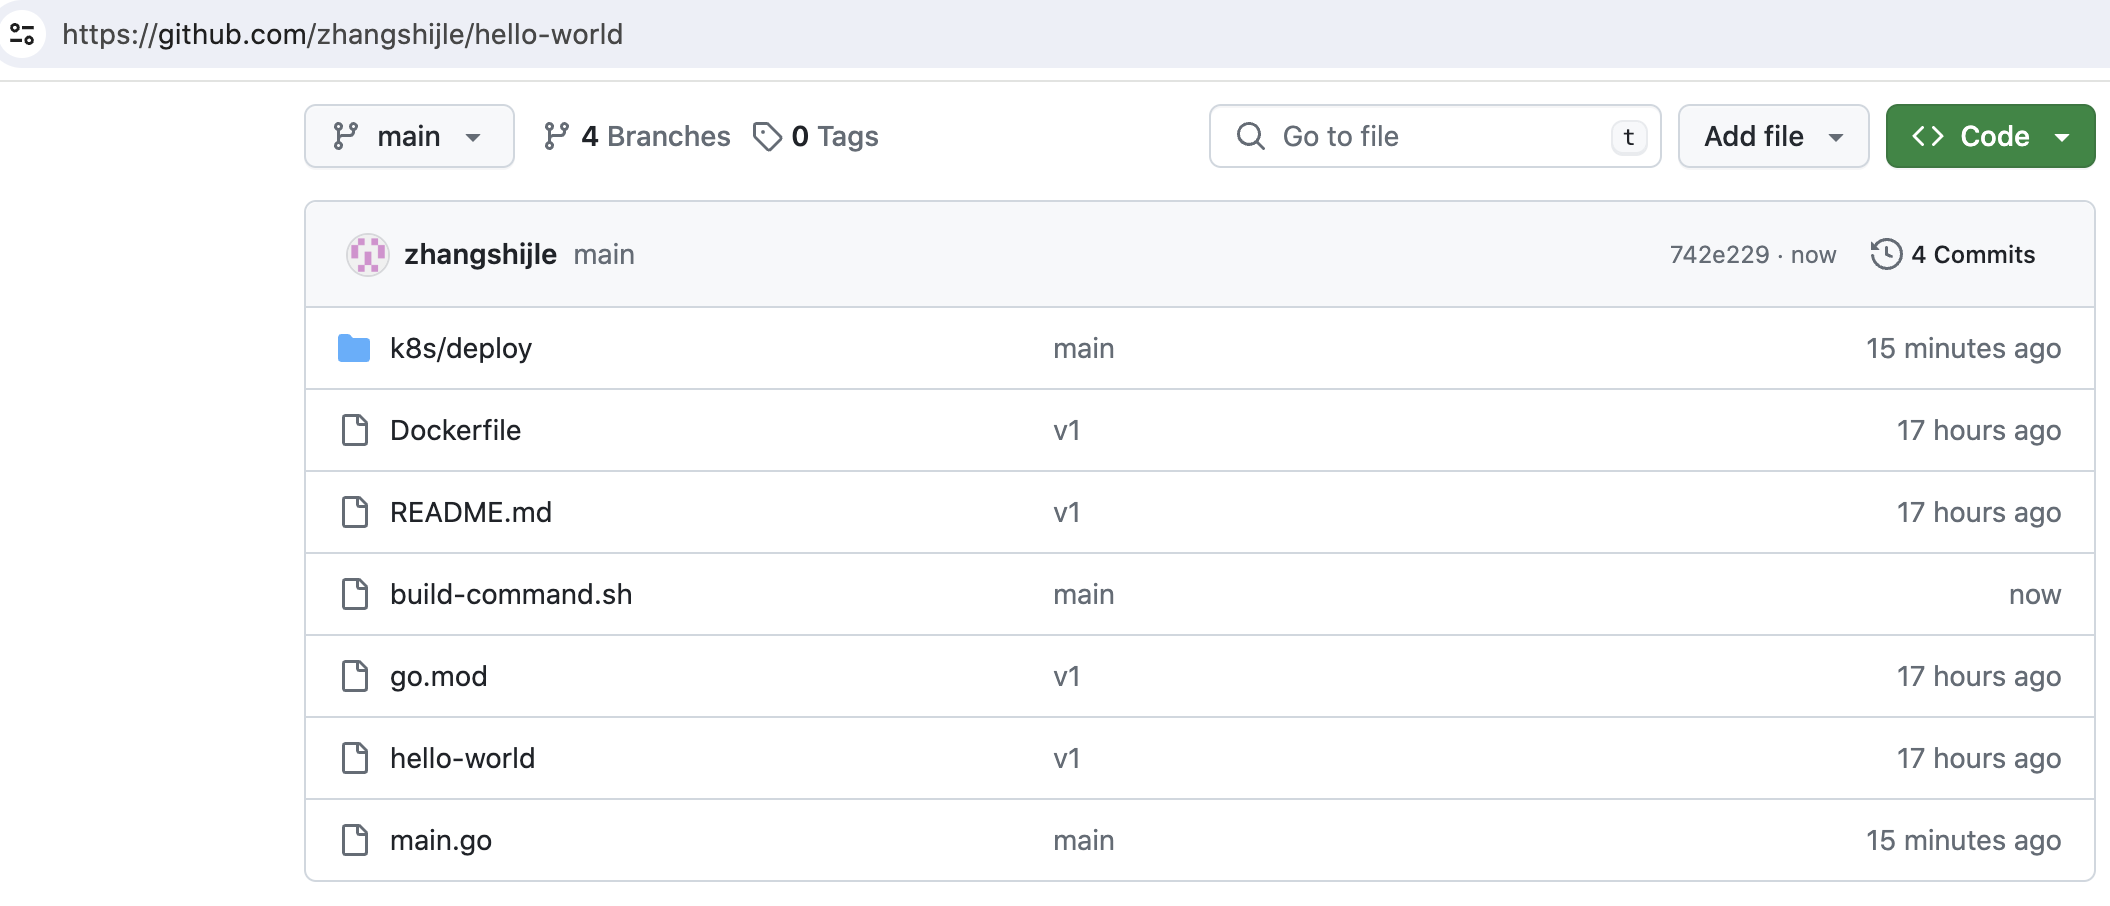 https://github.com/zhangshijle/hello-world
main 4 Branches 0 Tags Go to file t Add file Code
zhangshijle main 742e229 · now 4 Commits
k8s/deploy main 15 minutes ago
Dockerfile v1 17 hours ago
README.md v1 17 hours ago
build-command.sh main now
go.mod v1 17 hours ago
hello-world v1 17 hours ago
main.go main 15 minutes ago